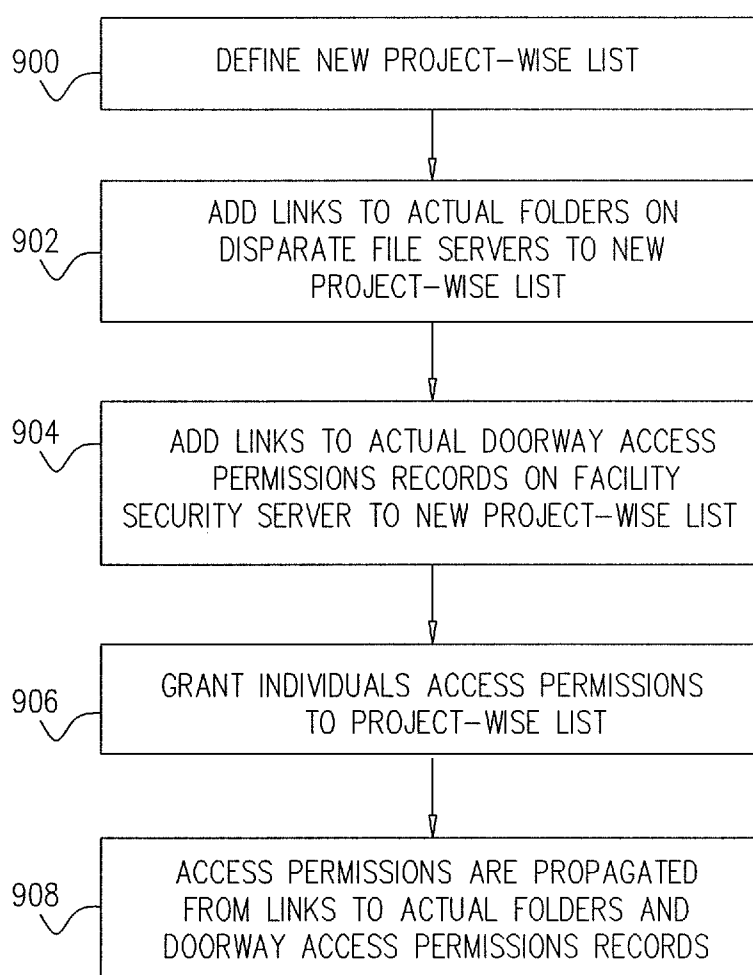 900
DEFINE NEW PROJECT-WISE LIST
902
ADD LINKS TO ACTUAL FOLDERS ON
DISPARATE FILE SERVERS TO NEW
PROJECT-WISE LIST
904
ADD LINKS TO ACTUAL DOORWAY ACCESS
PERMISSIONS RECORDS ON FACILITY
SECURITY SERVER TO NEW PROJECT-WISE LIST
906
GRANT INDIVIDUALS ACCESS PERMISSIONS
TO PROJECT-WISE LIST
908
ACCESS PERMISSIONS ARE PROPAGATED
FROM LINKS TO ACTUAL FOLDERS AND
DOORWAY ACCESS PERMISSIONS RECORDS